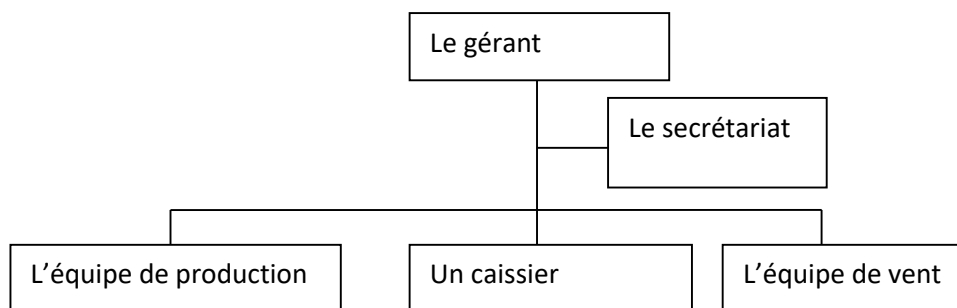 Le gérant
Le secrétariat
L’équipe de production
Un caissier
L’équipe de vent